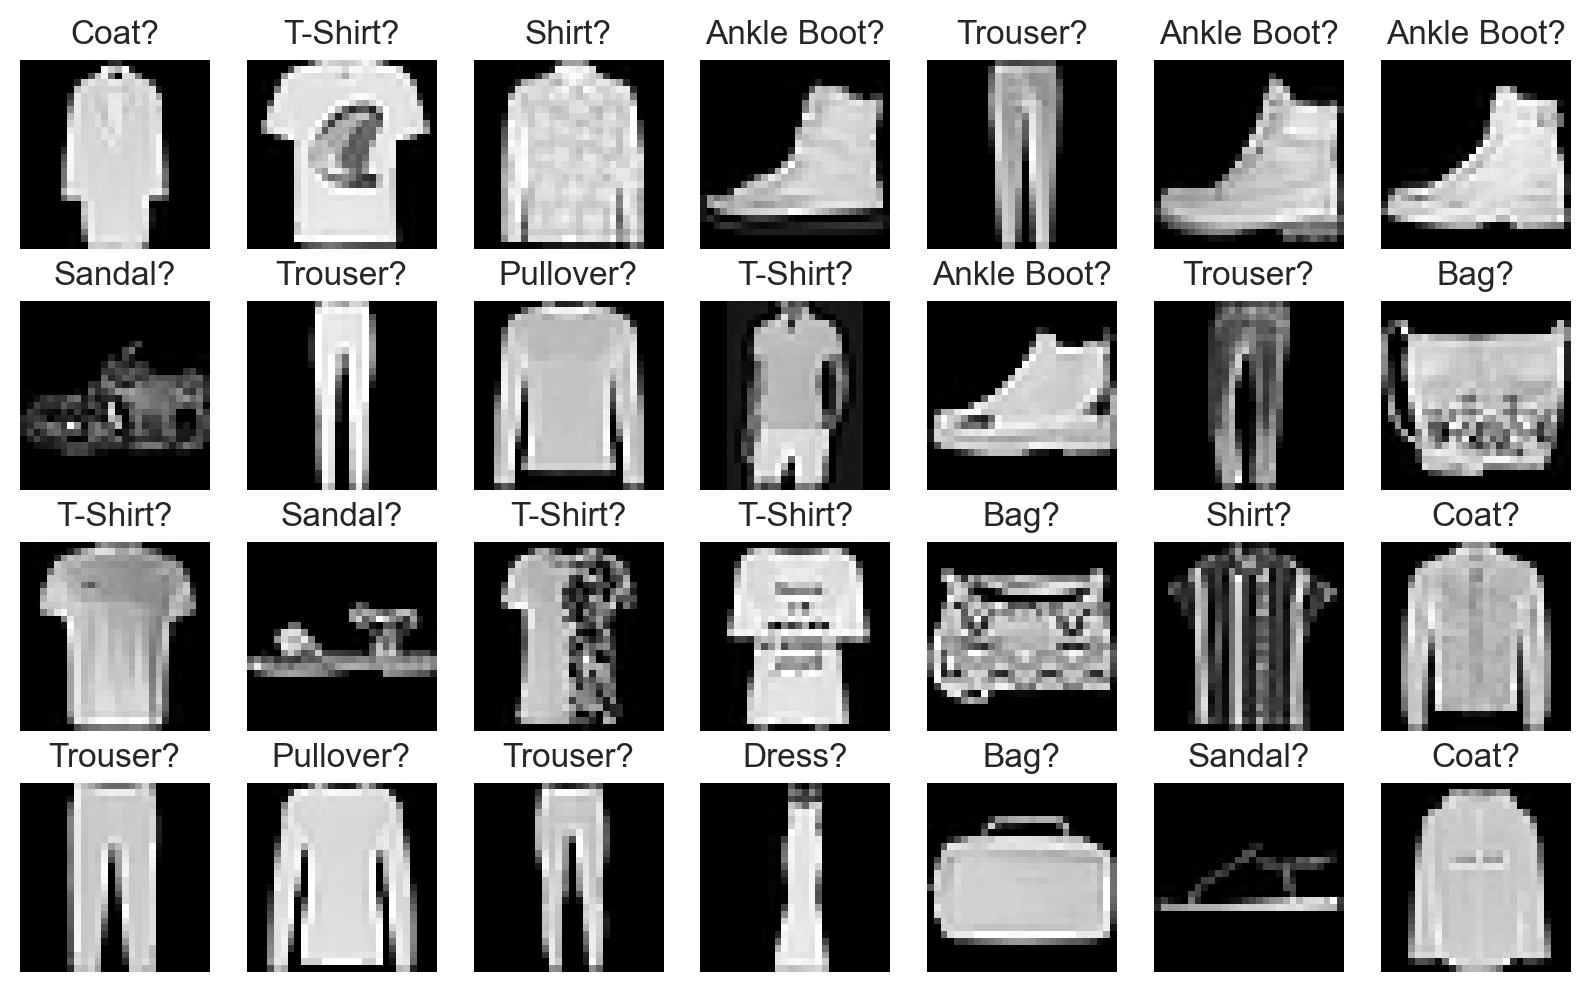 Coat? T-Shirt? Shirt? Ankle Boot? Trouser? Ankle Boot? Ankle Boot?
Sandal? Trouser? Pullover? T-Shirt? Ankle Boot? Trouser? Bag?
T-Shirt? Sandal? T-Shirt? T-Shirt? Bag? Shirt? Coat?
Trouser? Pullover? Trouser? Dress? Bag? Sandal? Coat?